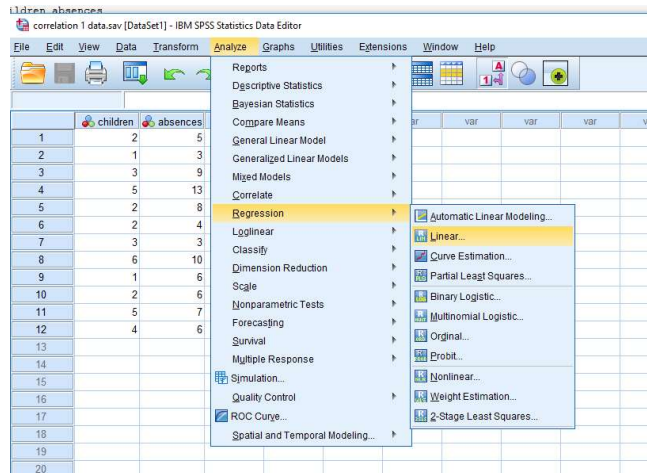 ildren absences
correlation 1 data.sav [DataSet1] - IBM SPSS Statistics Data Editor
File Edit View Data Transform Analyze Graphs Utilities Extensions Window Help
Reports
Descriptive Statistics
Bayesian Statistics
Compare Means
General Linear Model
Generalized Linear Models
Mixed Models
Correlate
Regression
Loglinear
Classify
Dimension Reduction
Scale
Nonparametric Tests
Forecasting
Survival
Multiple Response
Simulation...
Quality Control
ROC Curve...
Spatial and Temporal Modeling...
Automatic Linear Modeling...
Linear...
Curve Estimation...
Partial Least Squares...
Binary Logistic...
Multinomial Logistic...
Ordinal...
Probit...
Nonlinear...
Weight Estimation...
2-Stage Least Squares...
children absences ar var var var v
1 2 5
2 1 3
3 3 9
4 5 13
5 2 8
6 2 4
7 3 3
8 6 10
9 1 6
10 2 6
11 5 7
12 4 6
13
14
15
16
17
18
19
20